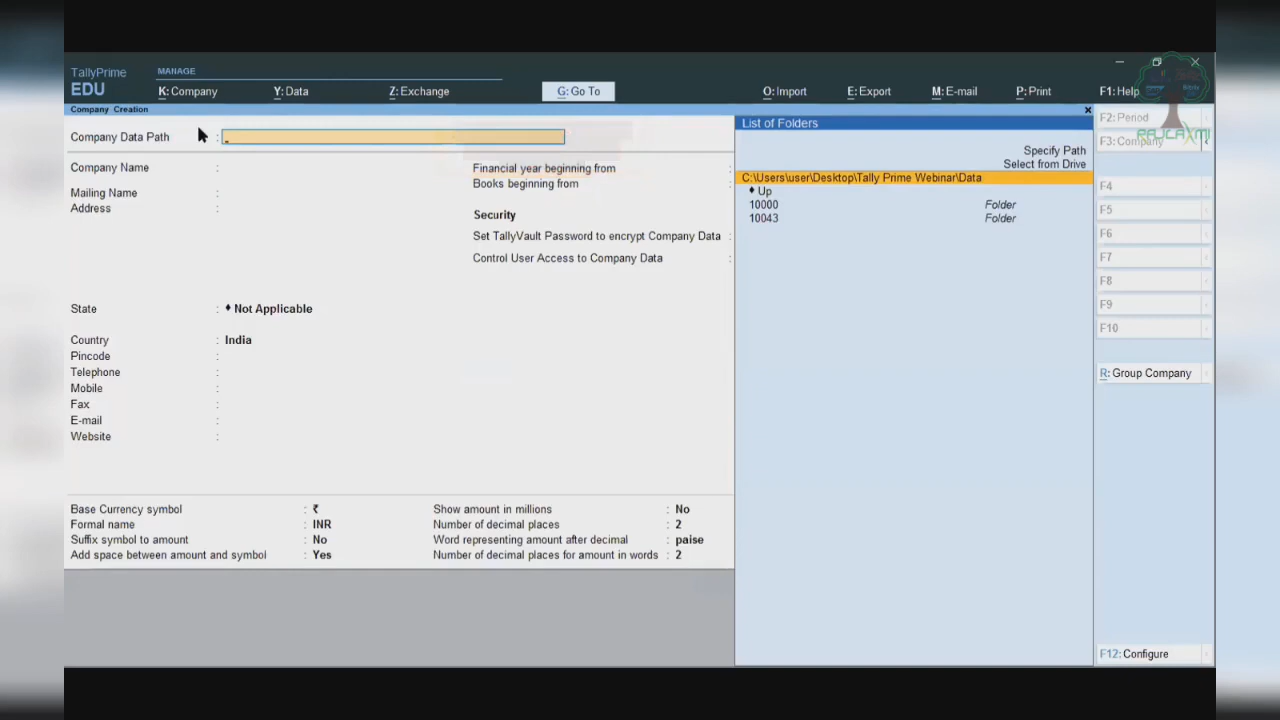 TallyPrime
EDU
MANAGE
K: Company
Y: Data
Z: Exchange
G: Go To
O: Import
E: Export
M: E-mail
P: Print
F1: Help
Company Creation
Company Data Path :
Company Name :
Mailing Name :
Address :
Financial year beginning from :
Books beginning from :
Security
Set TallyVault Password to encrypt Company Data :
Control User Access to Company Data :
State : ♦ Not Applicable
Country : India
Pincode :
Telephone :
Mobile :
Fax :
E-mail :
Website :
Base Currency symbol : ₹
Formal name : INR
Suffix symbol to amount : No
Add space between amount and symbol : Yes
Show amount in millions : No
Number of decimal places : 2
Word representing amount after decimal : paise
Number of decimal places for amount in words : 2
List of Folders
Specify Path
Select from Drive
C:\Users\user\Desktop\Tally Prime Webinar\Data
♦ Up
10000 Folder
10043 Folder
F2: Period
F3: Company
F4
F5
F6
F7
F8
F9
F10
R: Group Company
F12: Configure